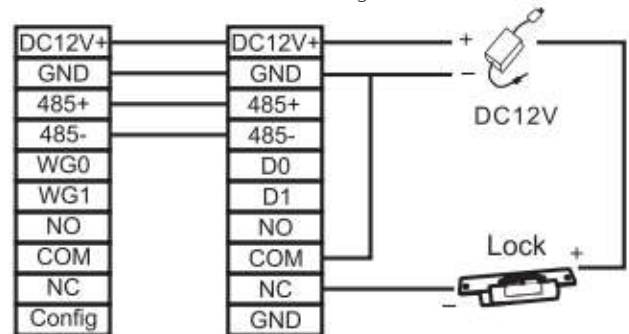 DC12V+
GND
485+
485-
WG0
WG1
NO
COM
NC
Config
DC12V+
GND
485+
485-
D0
D1
NO
COM
NC
GND
+
–
DC12V
Lock
+
–